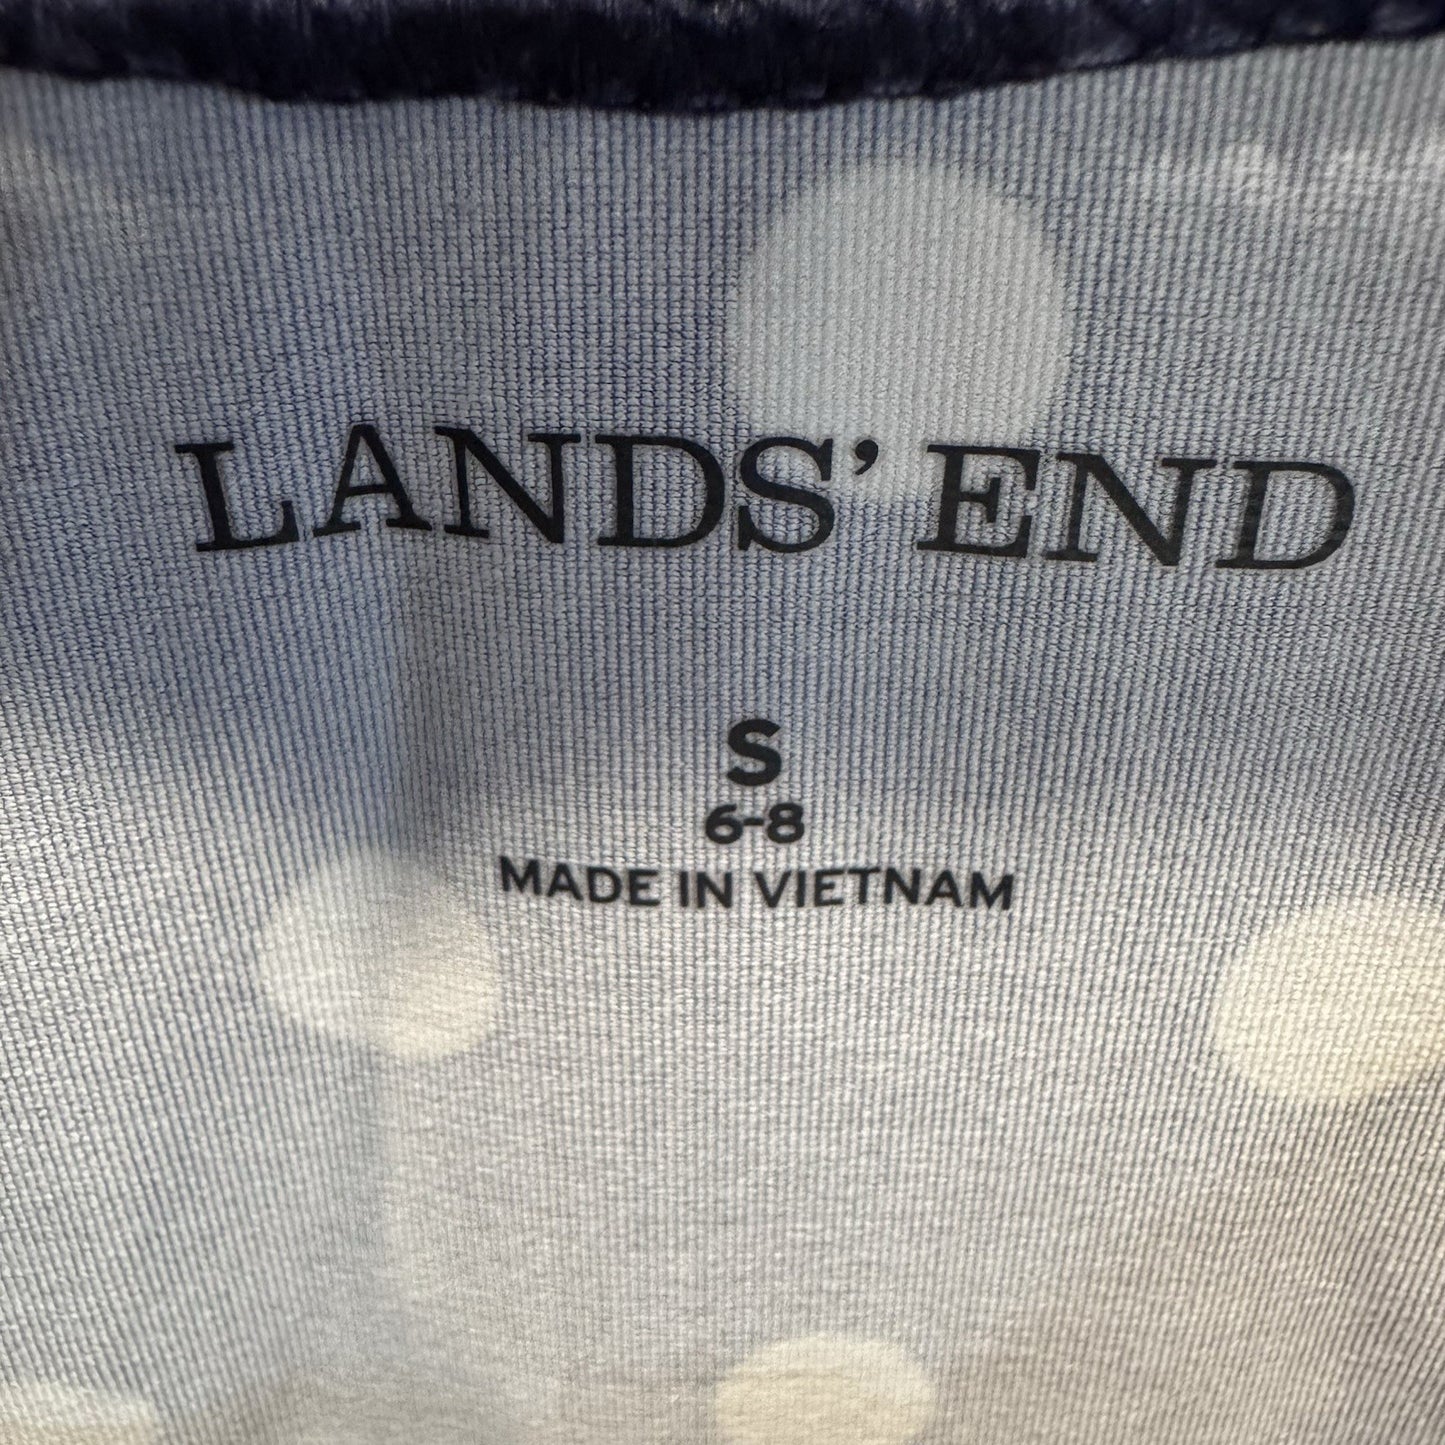 LANDS' END
S
6-8
MADE IN VIETNAM